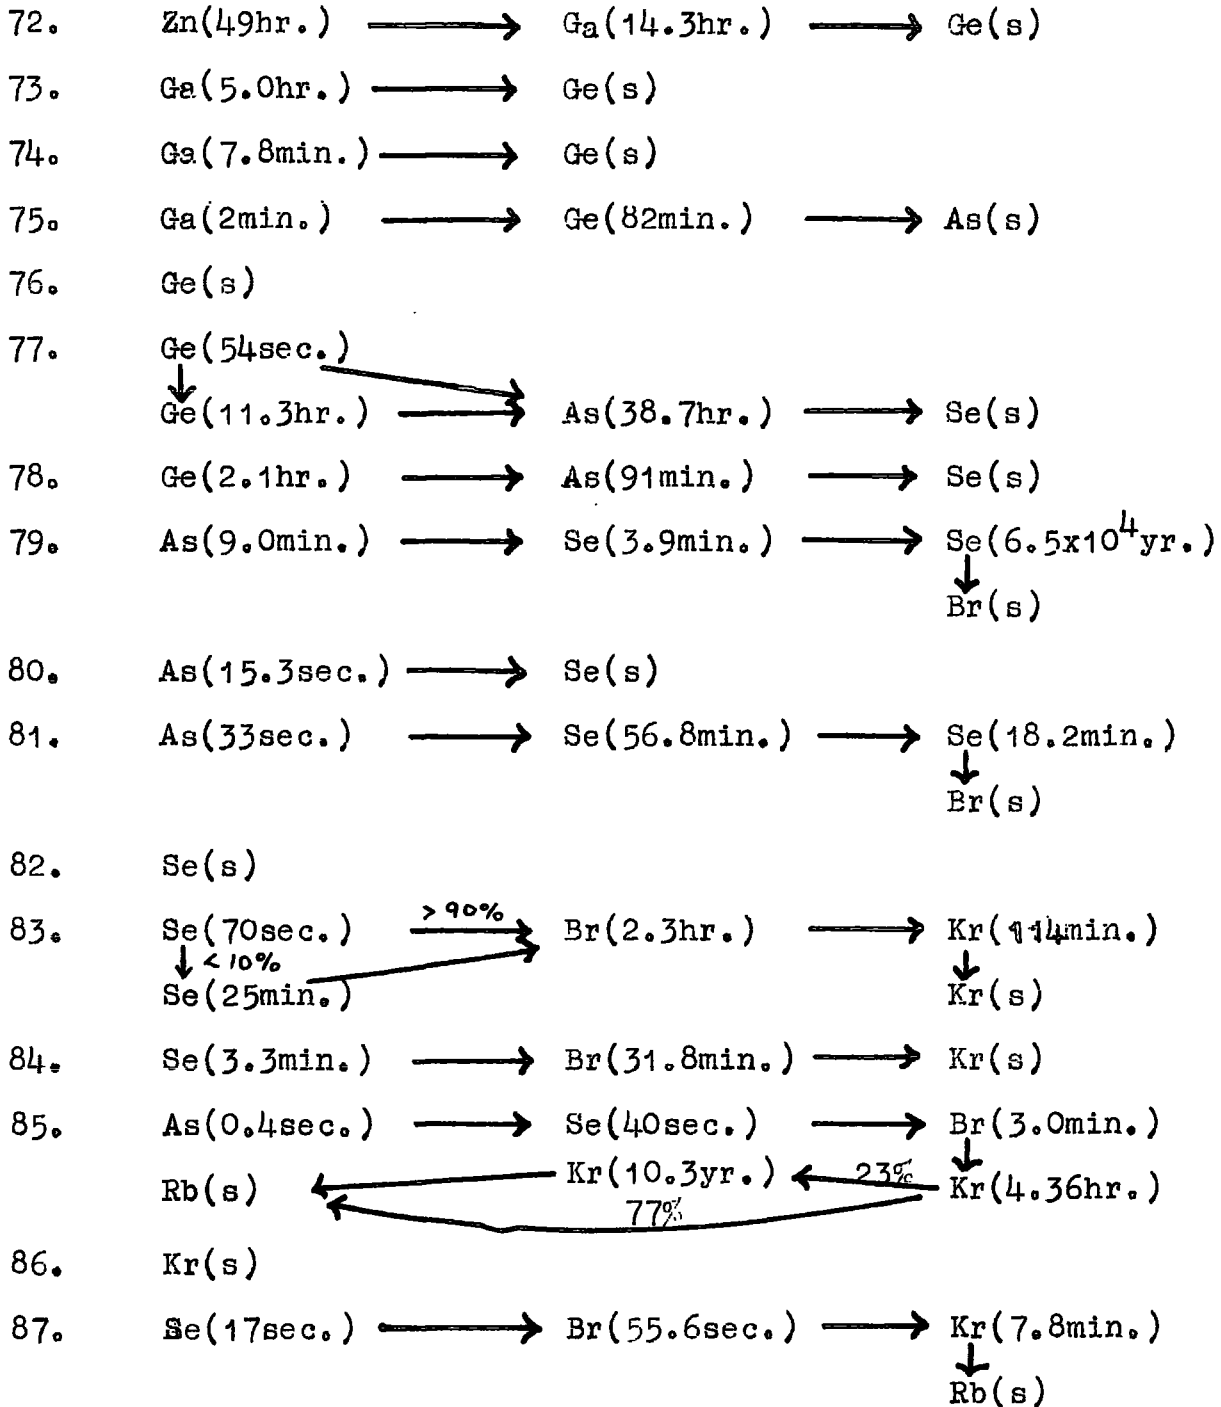 72. Zn(49hr.) ⟶ Ga(14.3hr.) ⟶ Ge(s)
73. Ga(5.0hr.) ⟶ Ge(s)
74. Ga(7.8min.) ⟶ Ge(s)
75. Ga(2min.) ⟶ Ge(82min.) ⟶ As(s)
76. Ge(s)
77. Ge(54sec.)
↓
Ge(11.3hr.) ⟶ As(38.7hr.) ⟶ Se(s)
78. Ge(2.1hr.) ⟶ As(91min.) ⟶ Se(s)
79. As(9.0min.) ⟶ Se(3.9min.) ⟶ Se(6.5x10⁴yr.)
↓
Br(s)
80. As(15.3sec.) ⟶ Se(s)
81. As(33sec.) ⟶ Se(56.8min.) ⟶ Se(18.2min.)
↓
Br(s)
82. Se(s)
83. Se(70sec.) > 90% ⟶ Br(2.3hr.) ⟶ Kr(114min.)
↓ < 10% ↓
Se(25min.) Kr(s)
84. Se(3.3min.) ⟶ Br(31.8min.) ⟶ Kr(s)
85. As(0.4sec.) ⟶ Se(40sec.) ⟶ Br(3.0min.)
↓
Rb(s) ⟵ Kr(10.3yr.) ⟵ 23% Kr(4.36hr.)
77%
86. Kr(s)
87. Se(17sec.) ⟶ Br(55.6sec.) ⟶ Kr(7.8min.)
↓
Rb(s)